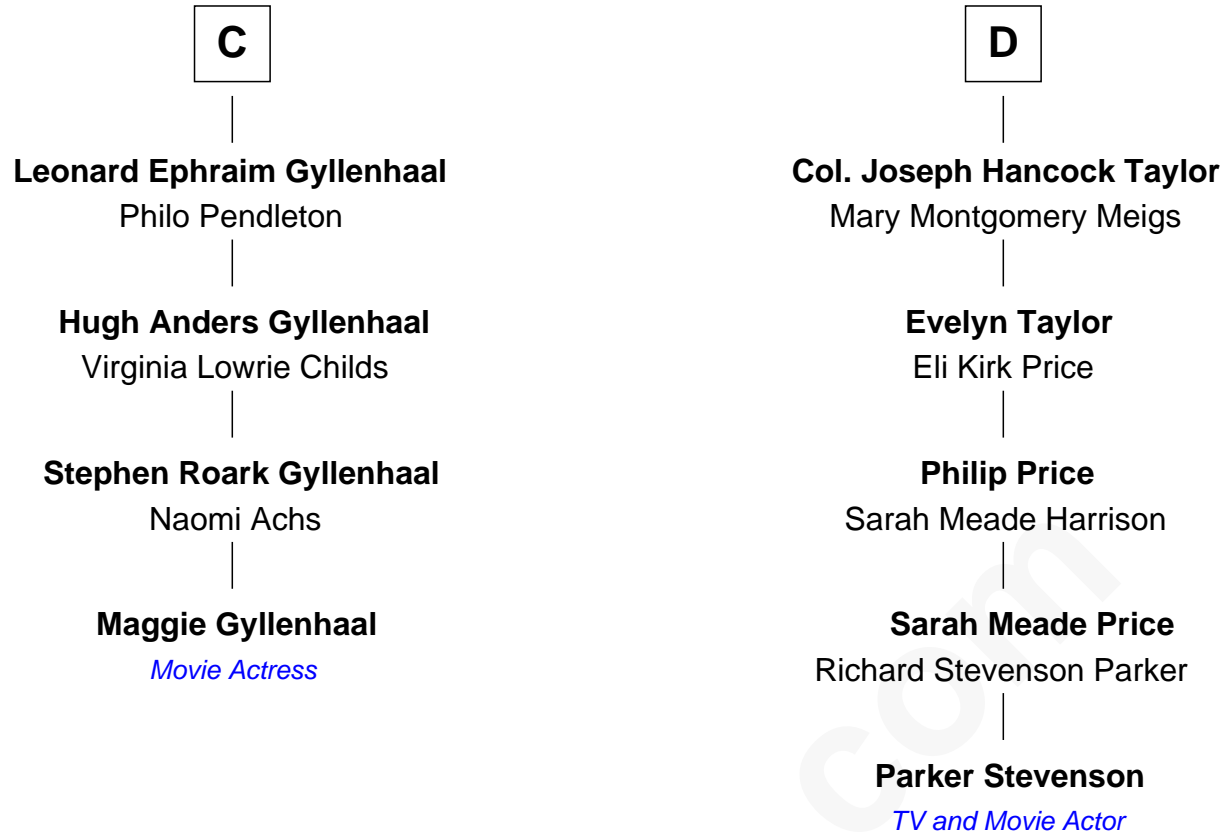 C
Leonard Ephraim Gyllenhaal
Philo Pendleton
Hugh Anders Gyllenhaal
Virginia Lowrie Childs
Stephen Roark Gyllenhaal
Naomi Achs
Maggie Gyllenhaal
Movie Actress
D
Col. Joseph Hancock Taylor
Mary Montgomery Meigs
Evelyn Taylor
Eli Kirk Price
Philip Price
Sarah Meade Harrison
Sarah Meade Price
Richard Stevenson Parker
Parker Stevenson
TV and Movie Actor
com